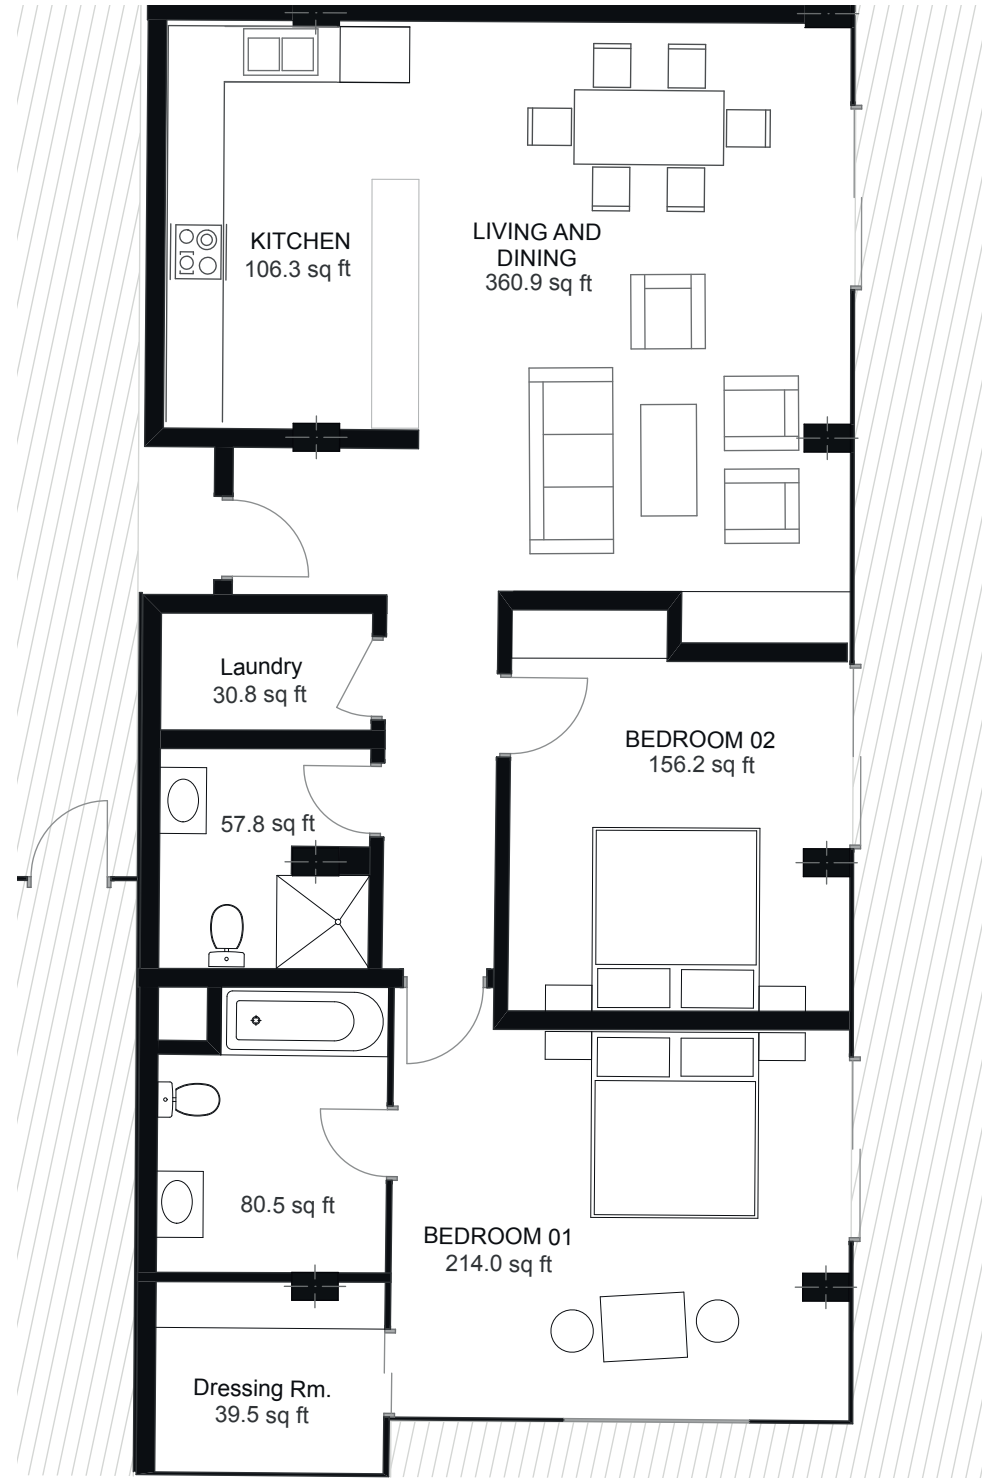 KITCHEN
106.3 sq ft
LIVING AND
DINING
360.9 sq ft
Laundry
30.8 sq ft
BEDROOM 02
156.2 sq ft
57.8 sq ft
80.5 sq ft
BEDROOM 01
214.0 sq ft
Dressing Rm.
39.5 sq ft